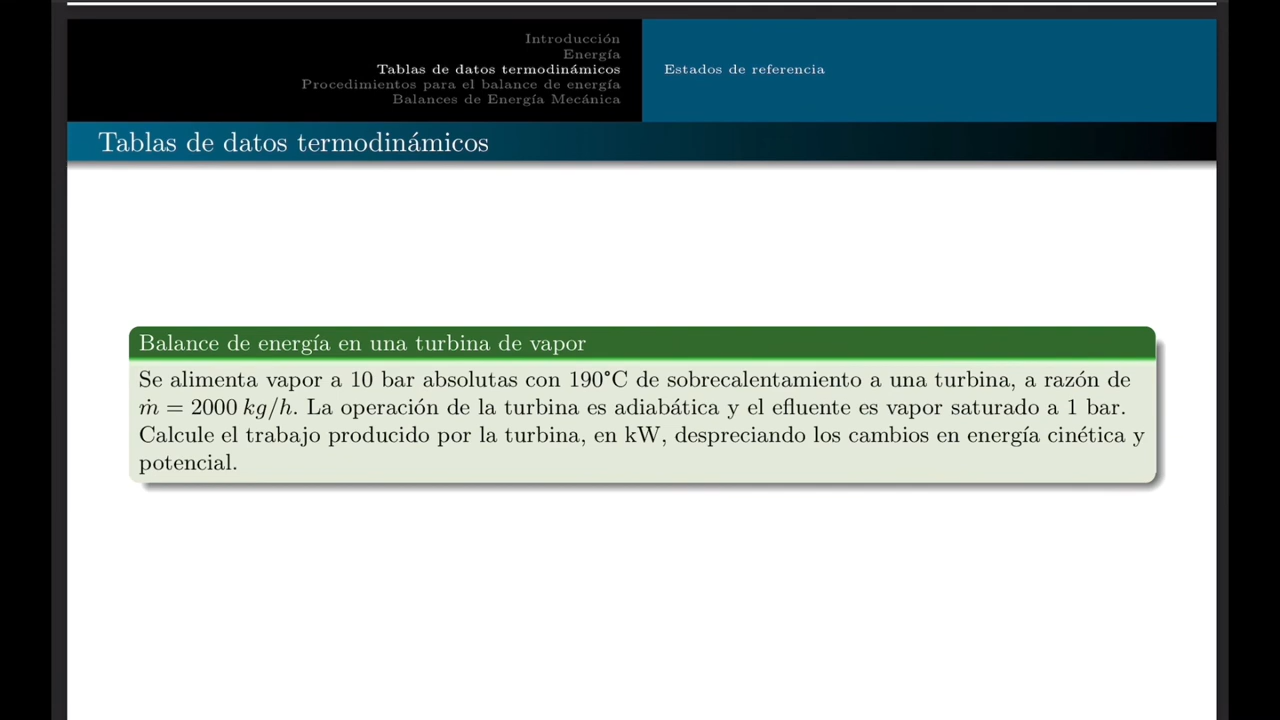 Introducción
Energía
Tablas de datos termodinámicos
Procedimientos para el balance de energía
Balances de Energía Mecánica
Estados de referencia
Tablas de datos termodinámicos
Balance de energía en una turbina de vapor
Se alimenta vapor a 10 bar absolutas con 190°C de sobrecalentamiento a una turbina, a razón de
ṁ = 2000 kg/h. La operación de la turbina es adiabática y el efluente es vapor saturado a 1 bar.
Calcule el trabajo producido por la turbina, en kW, despreciando los cambios en energía cinética y
potencial.